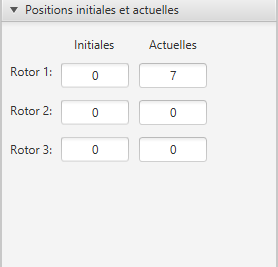 Positions initiales et actuelles
Initiales Actuelles
Rotor 1: 0 7
Rotor 2: 0 0
Rotor 3: 0 0